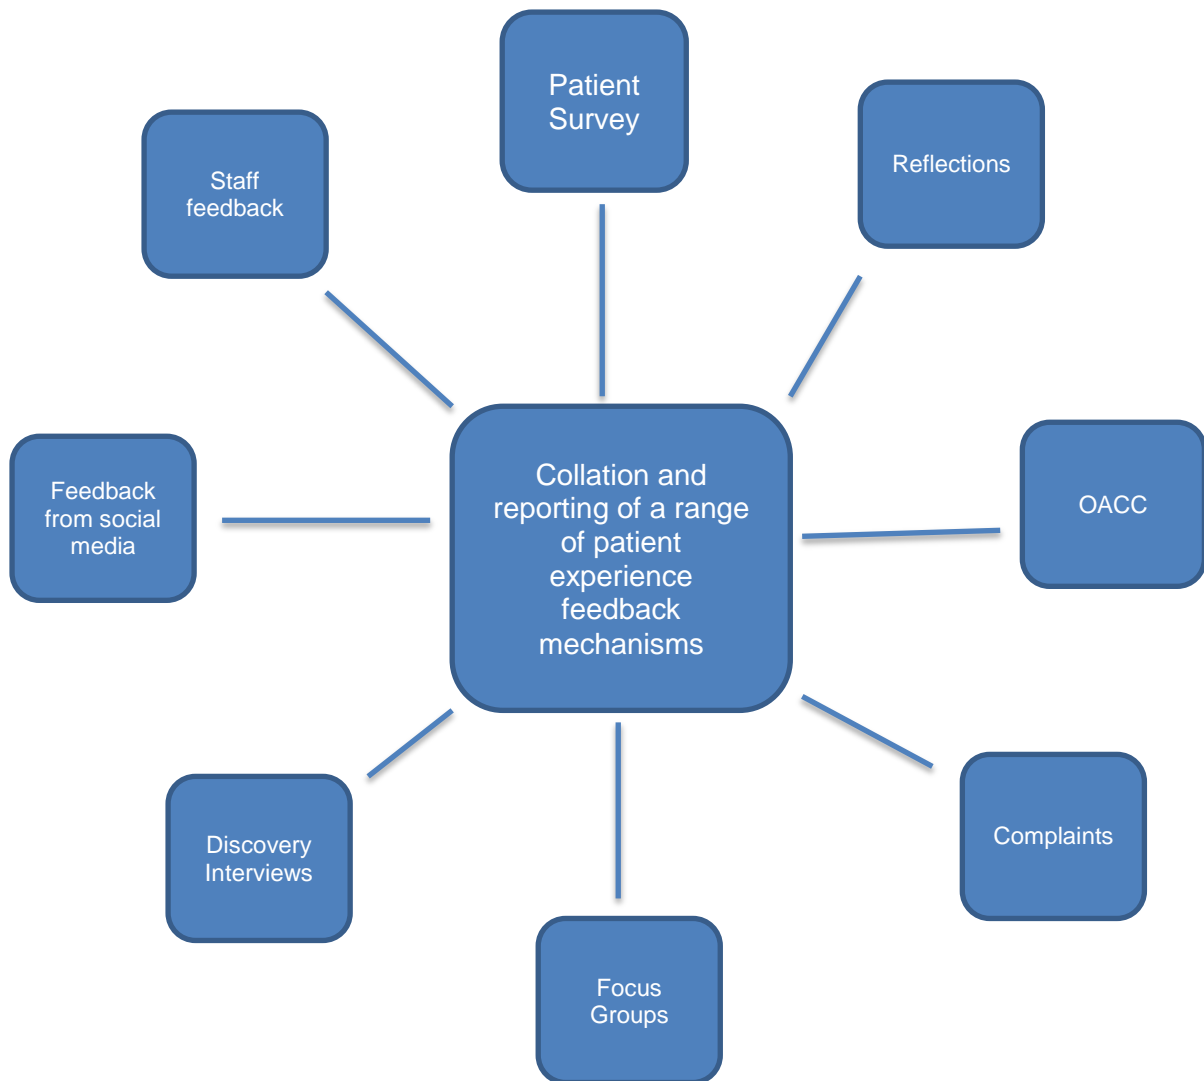 Patient
Survey
Reflections
Staff
feedback
Collation and
reporting of a range
of patient
experience
feedback
mechanisms
Feedback
from social
media
OACC
Discovery
Interviews
Complaints
Focus
Groups